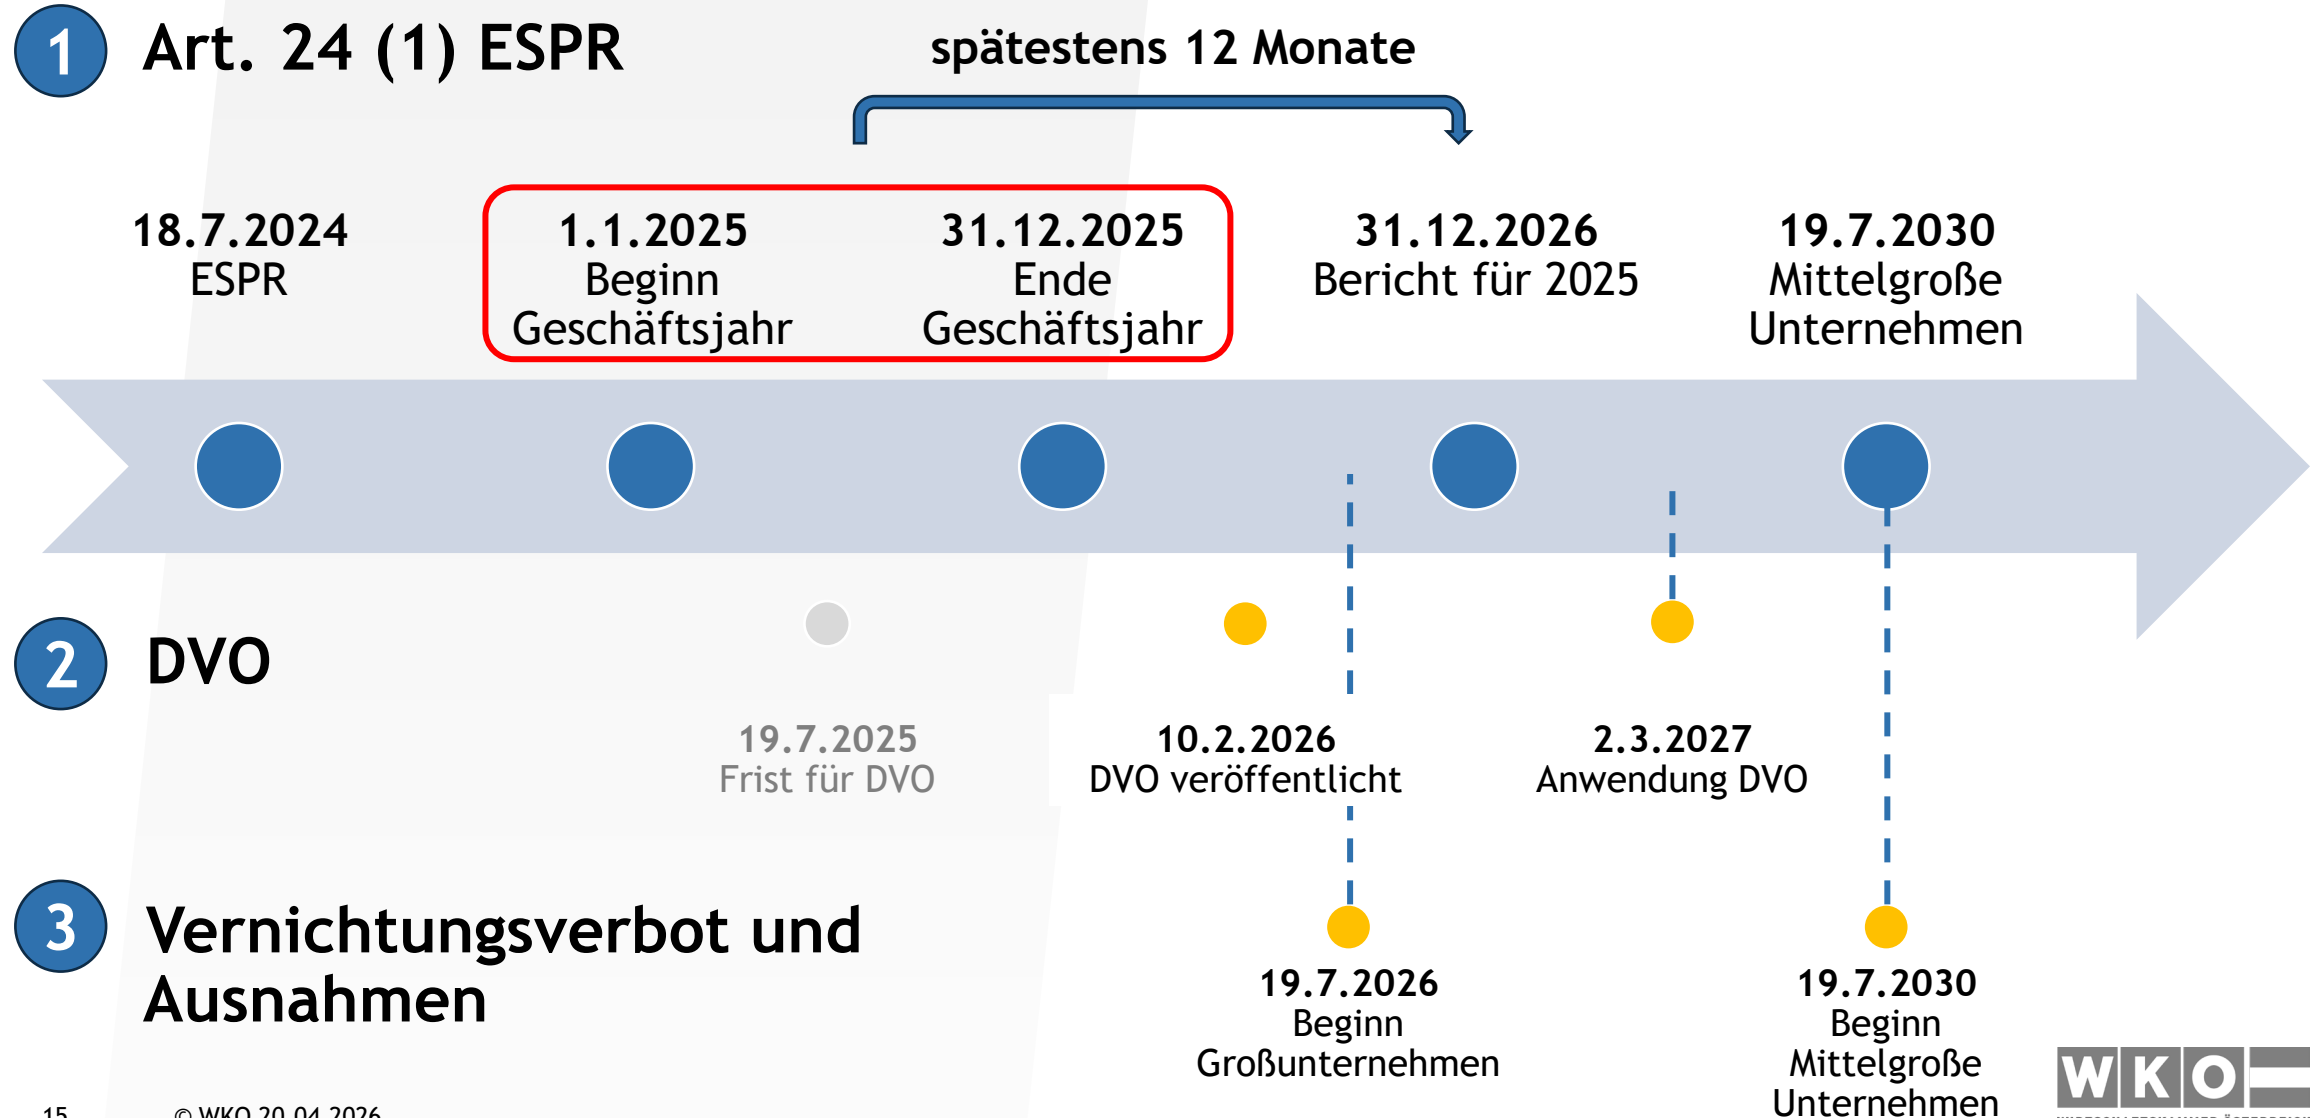 1
Art. 24 (1) ESPR
spätestens 12 Monate
18.7.2024
ESPR
1.1.2025
Beginn
Geschäftsjahr
31.12.2025
Ende
Geschäftsjahr
31.12.2026
Bericht für 2025
19.7.2030
Mittelgroße
Unternehmen
2
DVO
19.7.2025
Frist für DVO
10.2.2026
DVO veröffentlicht
2.3.2027
Anwendung DVO
3
Vernichtungsverbot und
Ausnahmen
19.7.2026
Beginn
Großunternehmen
19.7.2030
Beginn
Mittelgroße
Unternehmen
15
© WKO 20.04.2026
WKO